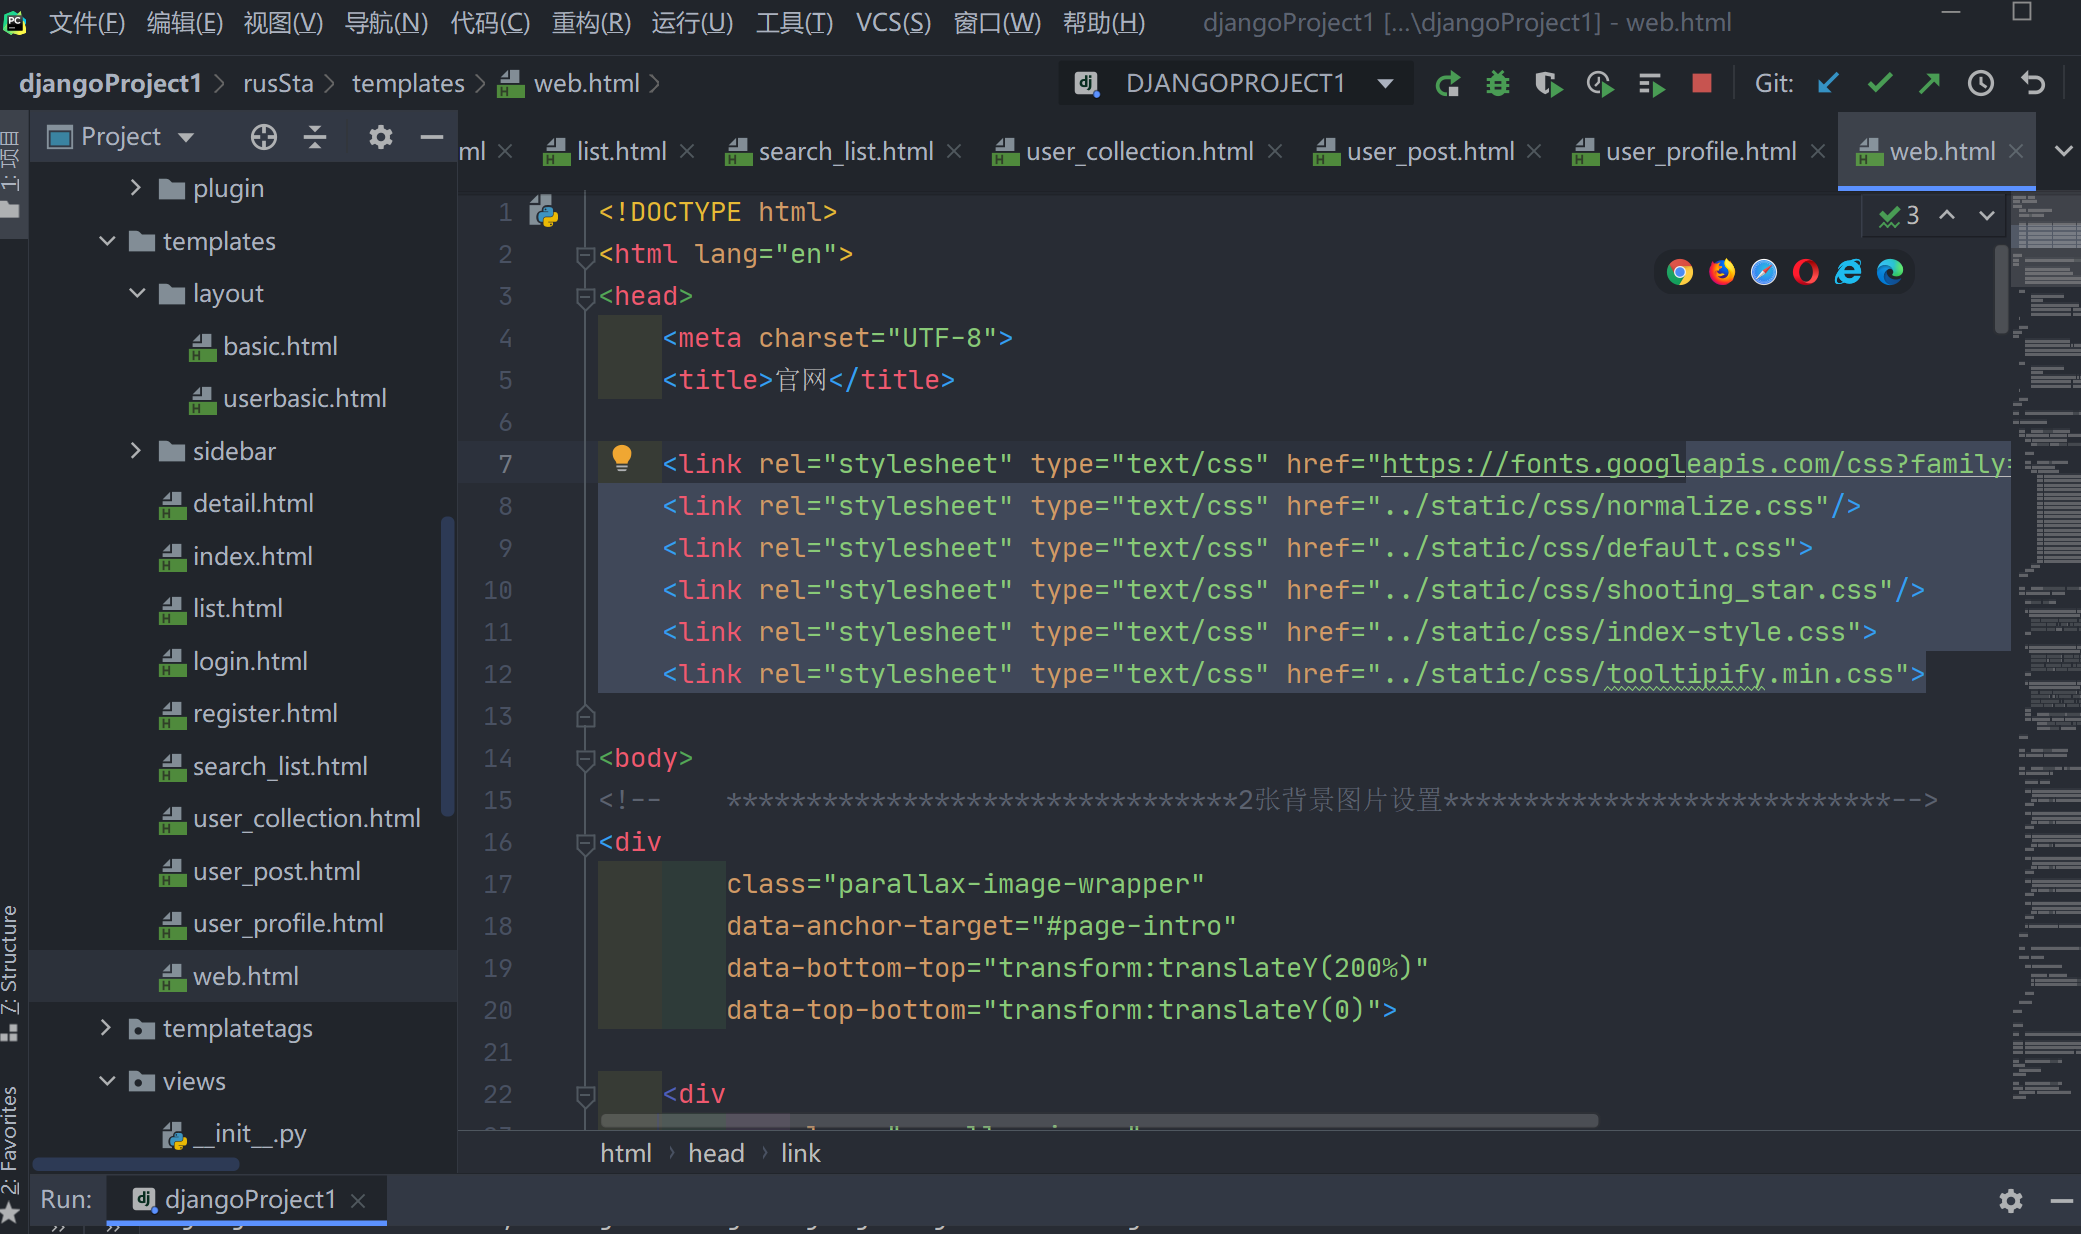 文件(F) 编辑(E) 视图(V) 导航(N) 代码(C) 重构(R) 运行(U) 工具(T) VCS(S) 窗口(W) 帮助(H) djangoProject1 [...\djangoProject1] - web.html
djangoProject1 rusSta templates web.html DJANGOPROJECT1 Git:
1: 项目
Project
ml list.html search_list.html user_collection.html user_post.html user_profile.html web.html
plugin
templates
layout
basic.html
userbasic.html
sidebar
detail.html
index.html
list.html
login.html
register.html
search_list.html
user_collection.html
user_post.html
user_profile.html
web.html
templatetags
views
__init__.py
7: Structure
2: Favorites
3
1 <!DOCTYPE html>
2 <html lang="en">
3 <head>
4 <meta charset="UTF-8">
5 <title>官网</title>
6
7 <link rel="stylesheet" type="text/css" href="https://fonts.googleapis.com/css?family=
8 <link rel="stylesheet" type="text/css" href="../static/css/normalize.css"/>
9 <link rel="stylesheet" type="text/css" href="../static/css/default.css">
10 <link rel="stylesheet" type="text/css" href="../static/css/shooting_star.css"/>
11 <link rel="stylesheet" type="text/css" href="../static/css/index-style.css">
12 <link rel="stylesheet" type="text/css" href="../static/css/tooltipify.min.css">
13
14 <body>
15 <!-- ********************************2张背景图片设置****************************-->
16 <div
17 class="parallax-image-wrapper"
18 data-anchor-target="#page-intro"
19 data-bottom-top="transform:translateY(200%)"
20 data-top-bottom="transform:translateY(0)">
21
22 <div
html head link
Run: djangoProject1